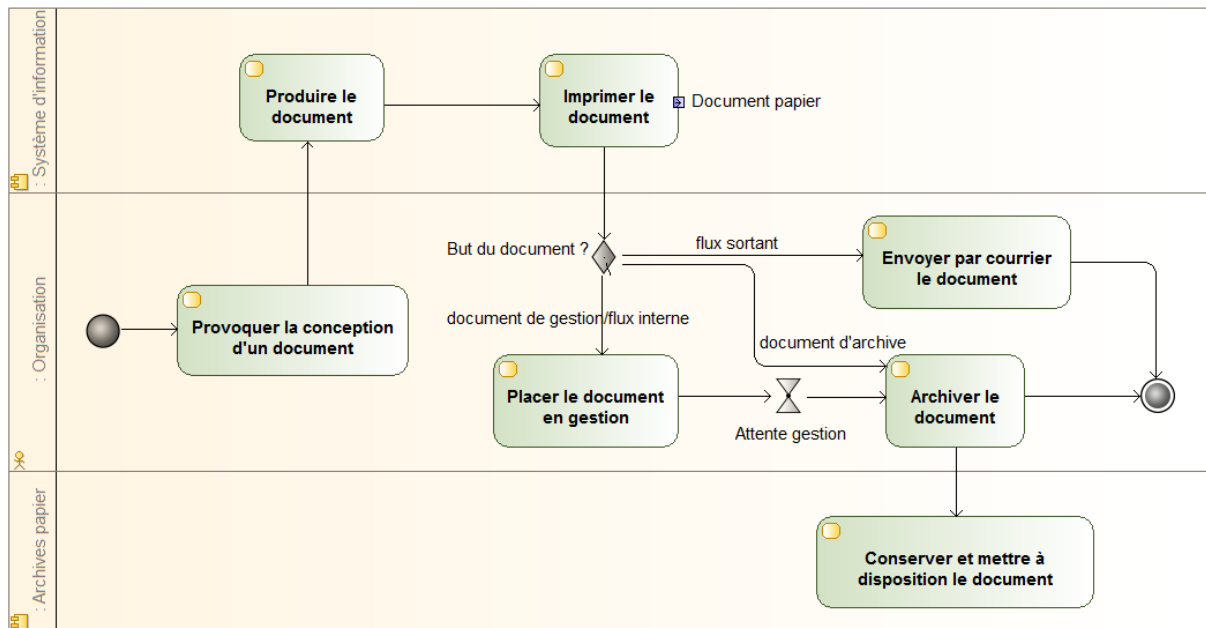 : Système d'information
Produire le
document
Imprimer le
document
Document papier
: Organisation
But du document ?
flux sortant
Envoyer par courrier
le document
Provoquer la conception
d'un document
document de gestion/flux interne
document d'archive
Placer le document
en gestion
Attente gestion
Archiver le
document
: Archives papier
Conserver et mettre à
disposition le document